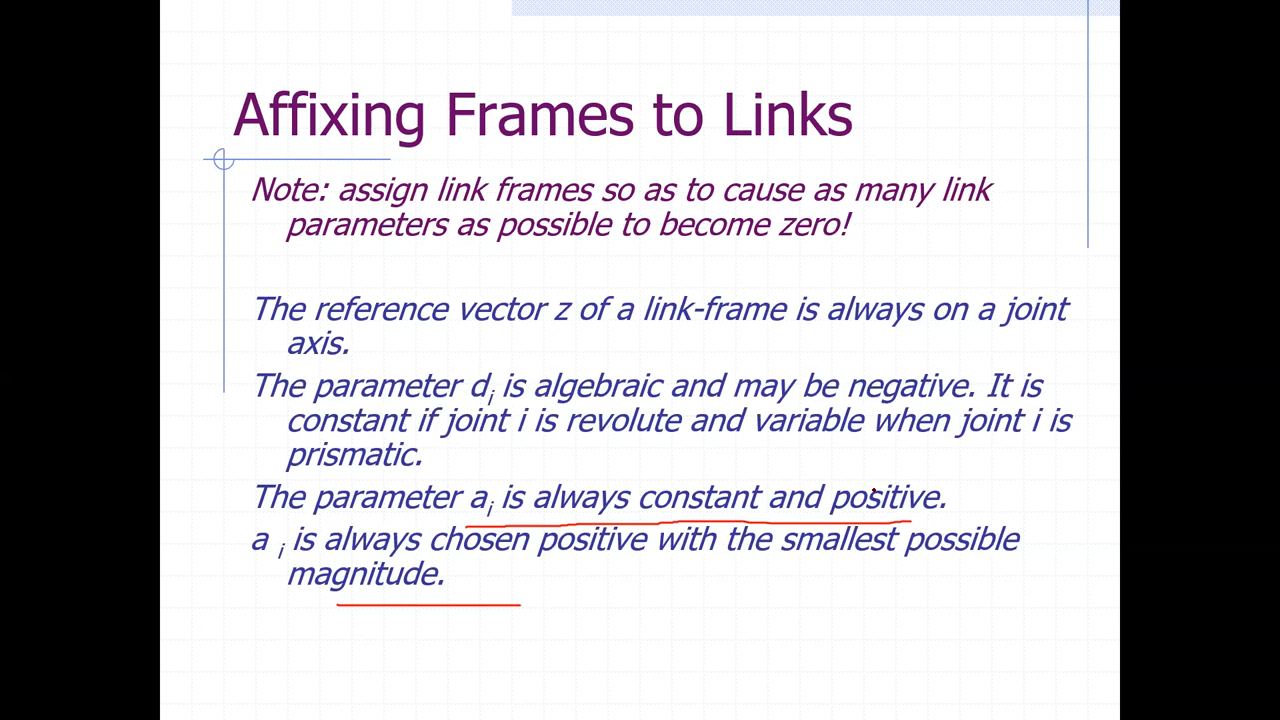 Affixing Frames to Links
Note: assign link frames so as to cause as many link
parameters as possible to become zero!
The reference vector z of a link-frame is always on a joint
axis.
The parameter dᵢ is algebraic and may be negative. It is
constant if joint i is revolute and variable when joint i is
prismatic.
The parameter aᵢ is always constant and positive.
a ᵢ is always chosen positive with the smallest possible
magnitude.